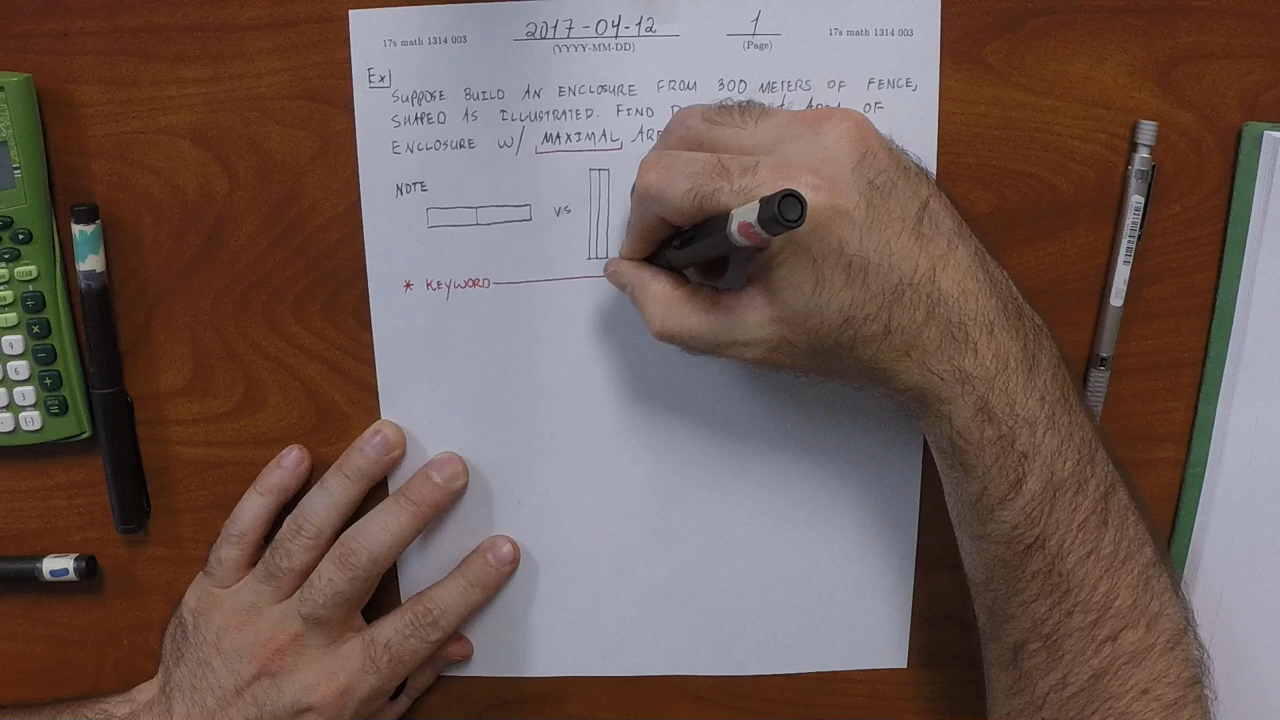 17s math 1314 003
2017-04-12
(YYYY-MM-DD)
1
(Page)
17s math 1314 003
Ex)
SUPPOSE BUILD AN ENCLOSURE FROM 300 METERS OF FENCE,
SHAPED AS ILLUSTRATED. FIND OF
ENCLOSURE W/ MAXIMAL
NOTE
VS
* KEYWORD